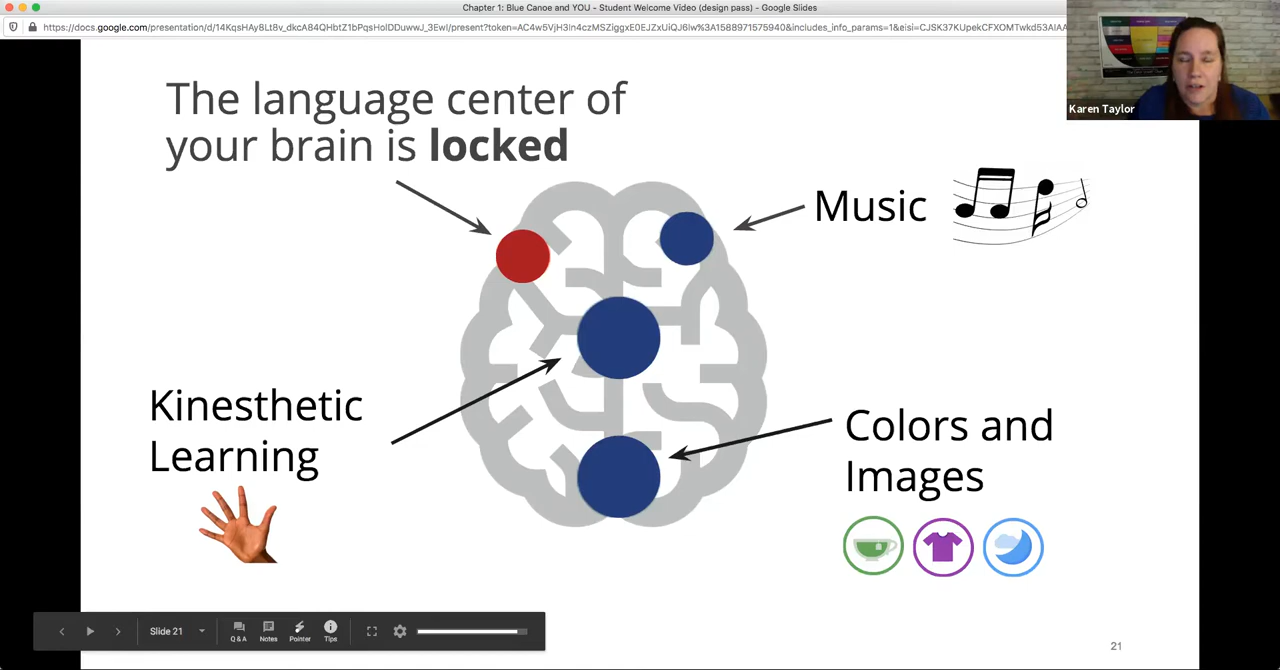 Chapter 1: Blue Canoe and YOU - Student Welcome Video (design pass) - Google Slides
Karen Taylor
The language center of
your brain is locked
Music
Kinesthetic
Learning
Colors and
Images
Slide 21
Q & A
Notes
Pointer
Tips
21